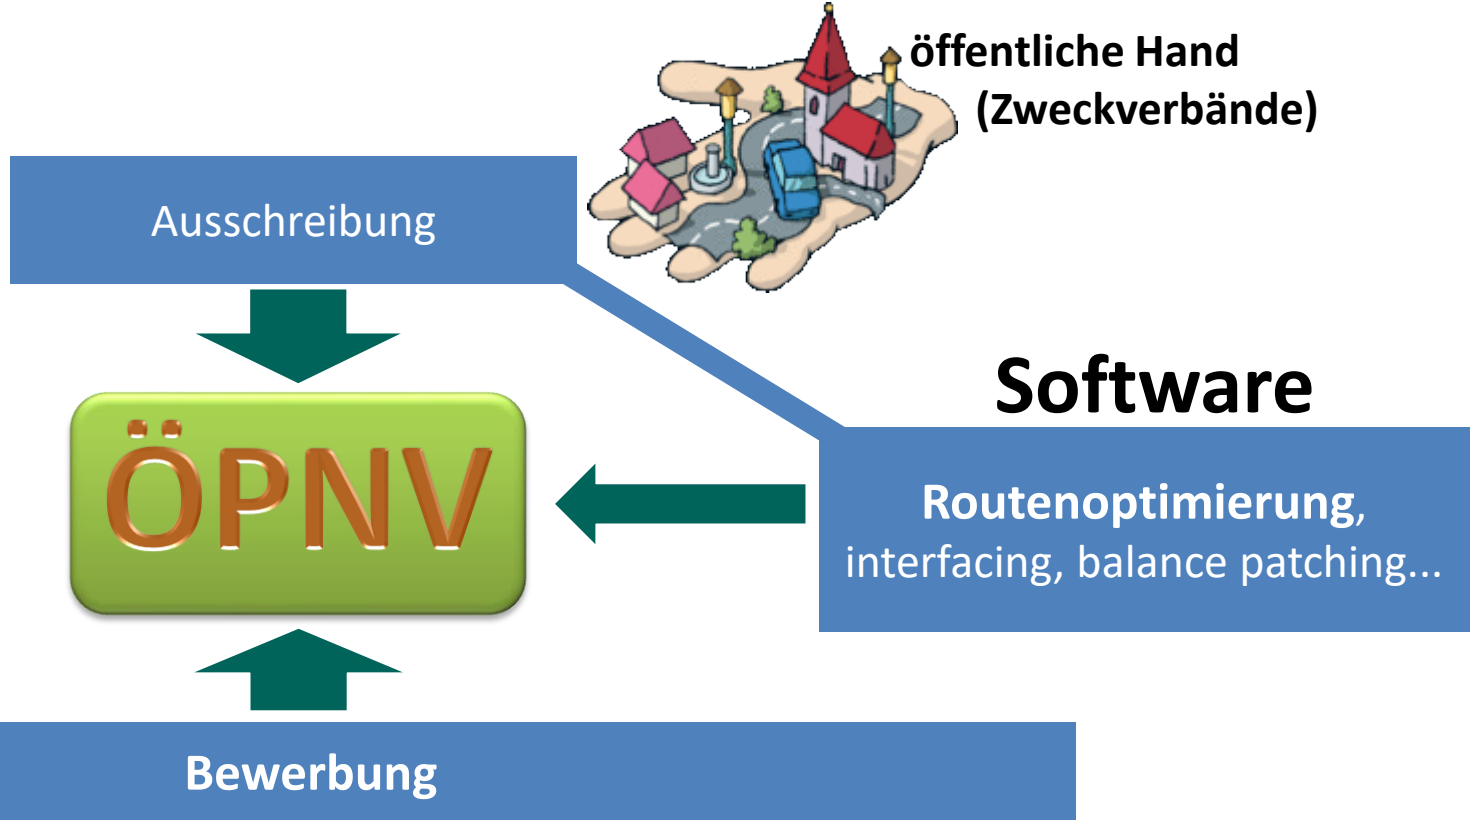 öffentliche Hand
(Zweckverbände)
Ausschreibung
Software
ÖPNV
Routenoptimierung,
interfacing, balance patching...
Bewerbung